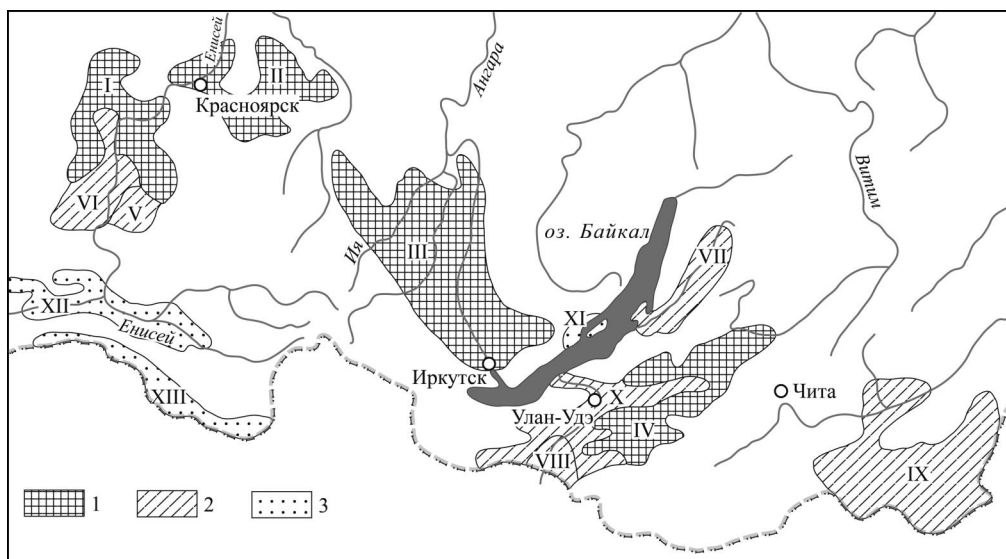 Енисей
Ангара
I
II
Красноярск
Витим
VI
V
Ия
III
оз. Байкал
VII
XII
Енисей
XI
XIII
Иркутск
Чита
X
Улан-Удэ
IV
VIII
IX
1
2
3